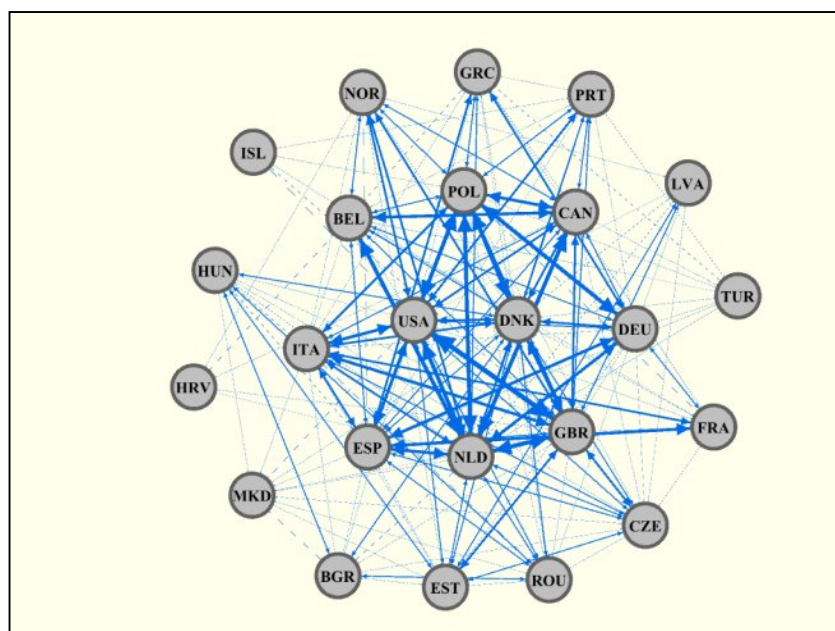 GRC
NOR
PRT
ISL
POL
LVA
BEL
CAN
HUN
TUR
USA
DNK
DEU
ITA
HRV
FRA
GBR
ESP
NLD
MKD
CZE
BGR
EST
ROU